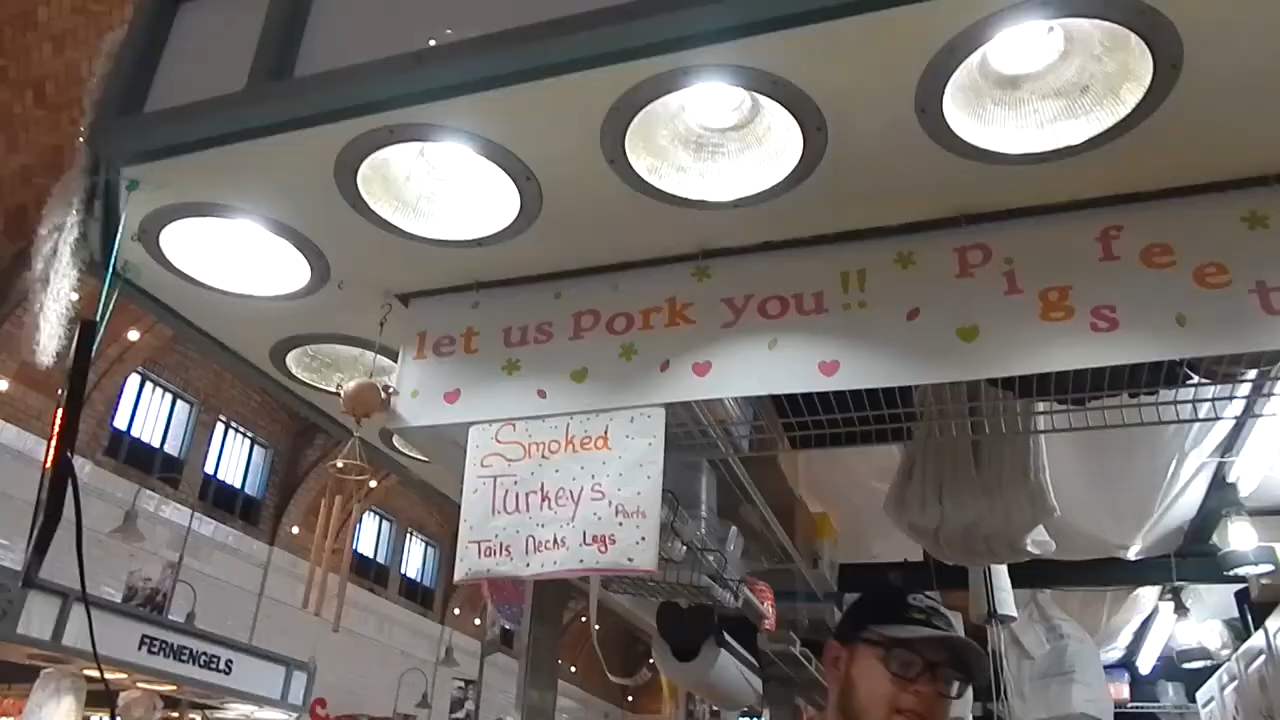 let us pork you!! pigs feet
Smoked
Turkey's, Parts
Tails, Necks, Legs
FERNENGELS